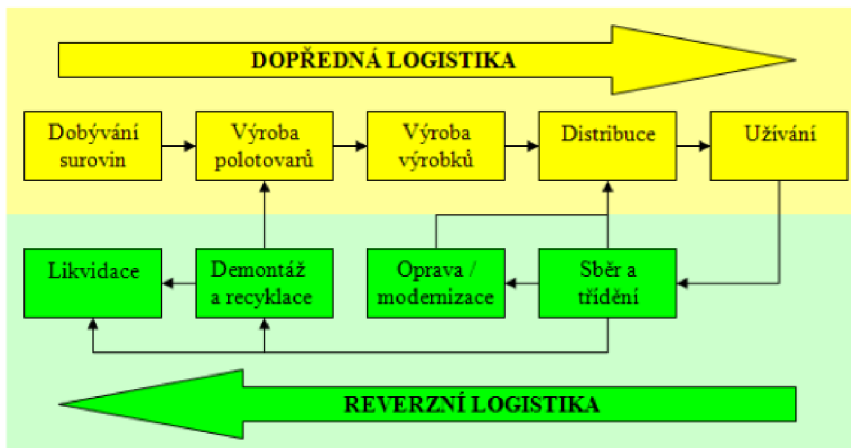 DOPŘEDNÁ LOGISTIKA
Dobývání
surovin
Výroba
polotovarů
Výroba
výrobků
Distribuce
Užívání
Likvidace
Demontáž
a recyklace
Oprava /
modernizace
Sběr a
třídění
REVERZNÍ LOGISTIKA